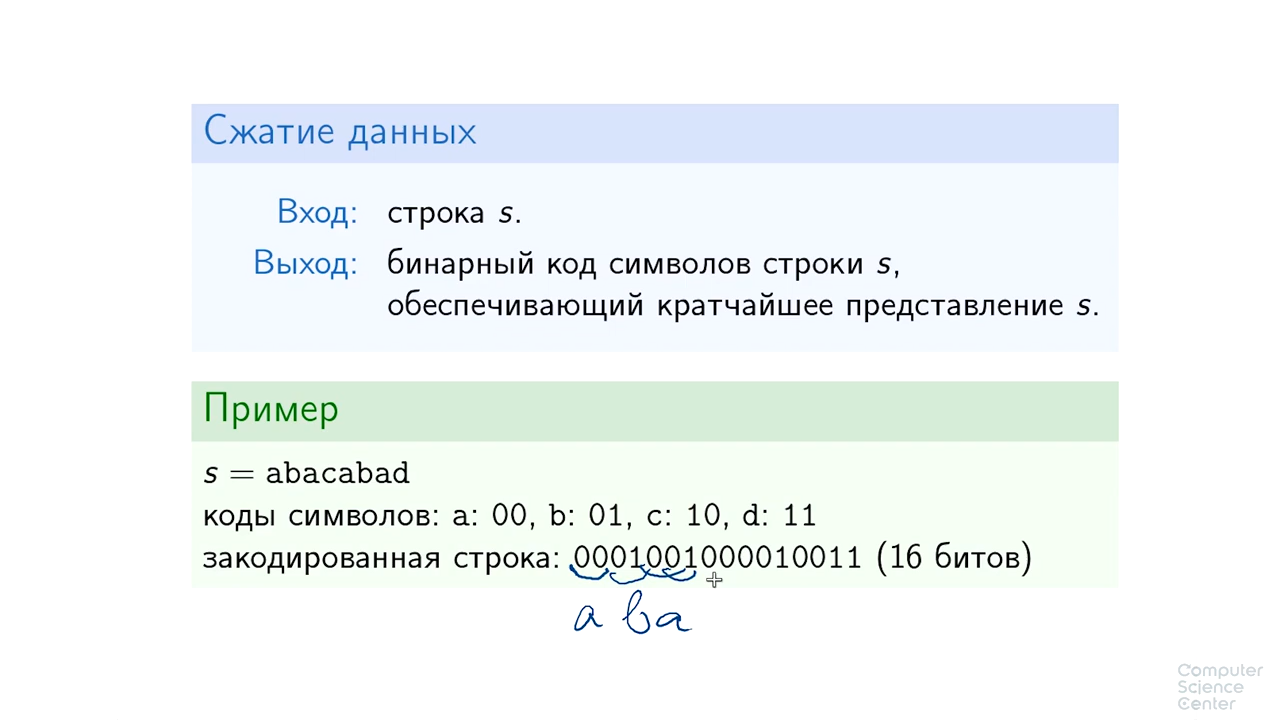 Сжатие данных
Вход: строка s.
Выход: бинарный код символов строки s,
обеспечивающий кратчайшее представление s.
Пример
s = abacabad
коды символов: a: 00, b: 01, c: 10, d: 11
закодированная строка: 0001001000010011 (16 битов)
a b a
Computer
Science
Center